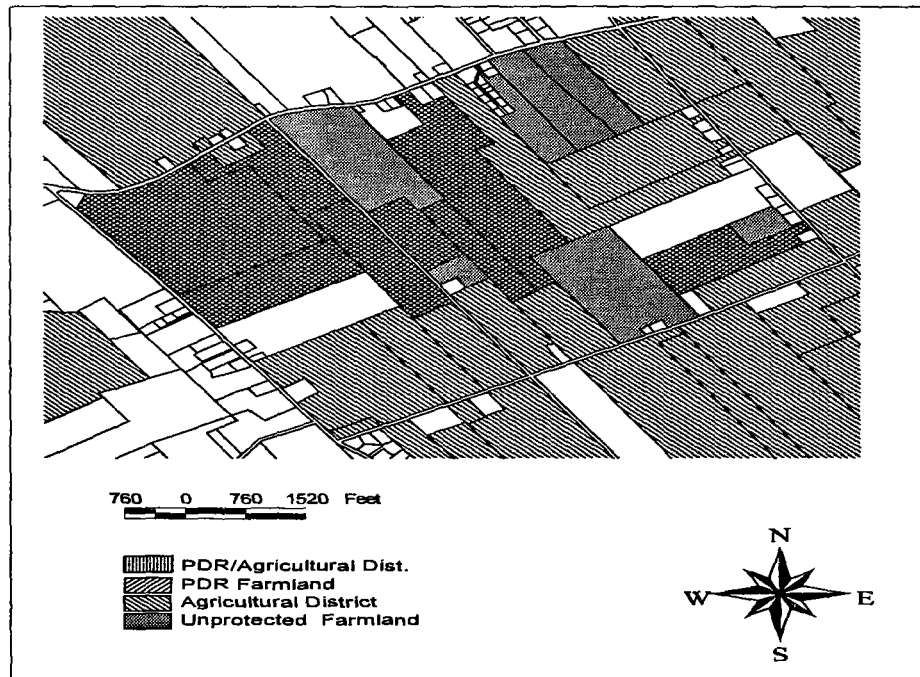 760 0 760 1520 Feet
PDR/Agricultural Dist.
PDR Farmland
Agricultural District
Unprotected Farmland
N
W E
S